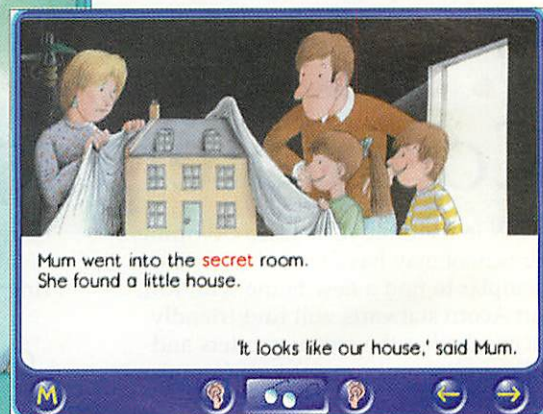 Mum went into the secret room.
She found a little house.
'It looks like our house,' said Mum.
M